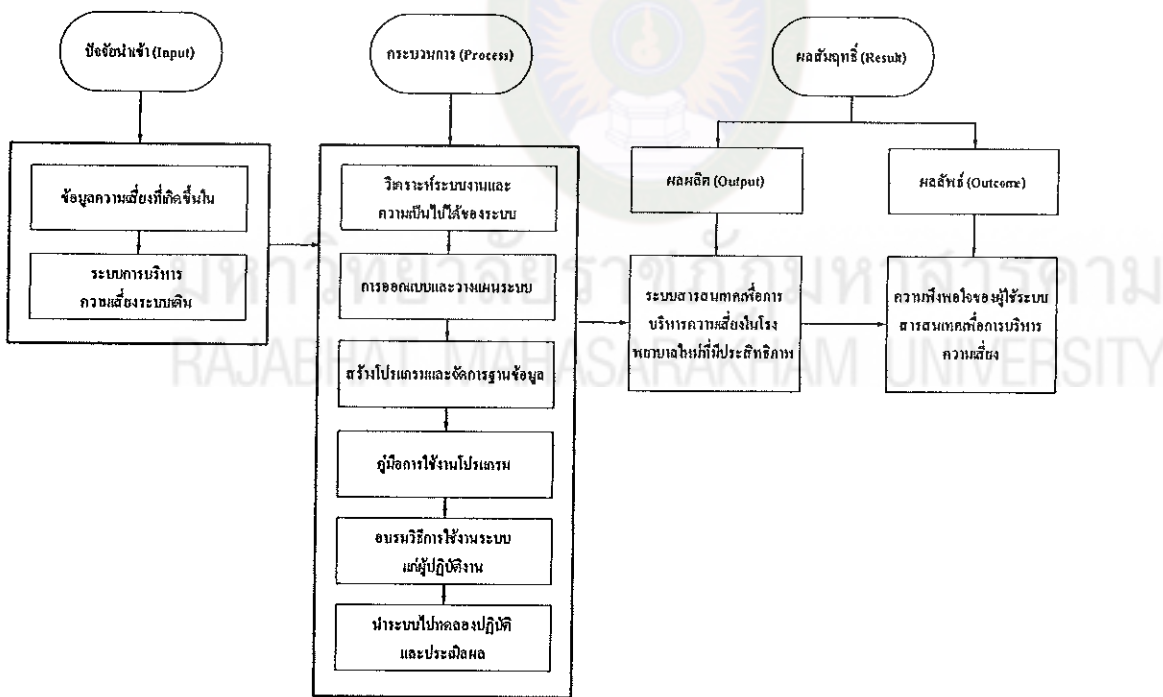 ปัจจัยนำเข้า (Input)
ข้อมูลความเสี่ยงที่เกิดขึ้นใน
ระบบการบริหาร
ความเสี่ยงระบบเดิม
กระบวนการ (Process)
วิเคราะห์ระบบงานและ
ความเป็นไปได้ของระบบ
การออกแบบและวางแผนระบบ
สร้างโปรแกรมและจัดการฐานข้อมูล
คู่มือการใช้งานโปรแกรม
อบรมวิธีการใช้งานระบบ
แก่ผู้ปฏิบัติงาน
นำระบบไปทดลองปฏิบัติ
และประเมินผล
ผลสัมฤทธิ์ (Result)
ผลผลิต (Output)
ระบบสารสนเทศเพื่อการ
บริหารความเสี่ยงในโรง
พยาบาลใหม่ที่มีประสิทธิภาพ
ผลลัพธ์ (Outcome)
ความพึงพอใจของผู้ใช้ระบบ
สารสนเทศเพื่อการบริหาร
ความเสี่ยง
มหาวิทยาลัยราชภัฏมหาสารคาม
RAJABHAT MAHASARAKHAM UNIVERSITY